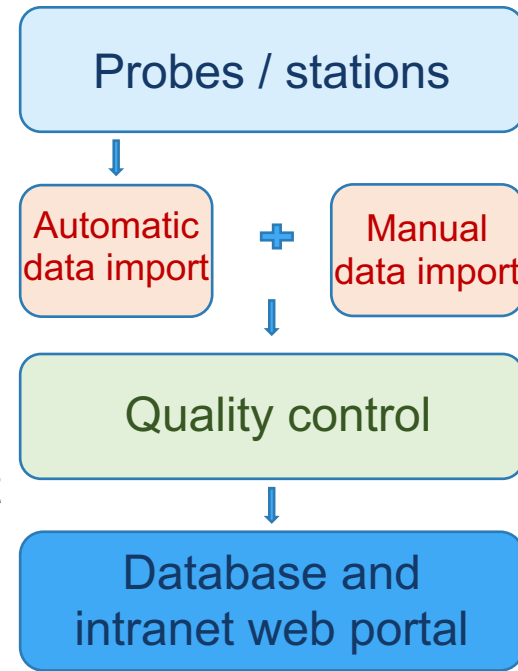 Probes / stations
Automatic
data import
+
Manual
data import
Quality control
Database and
intranet web portal